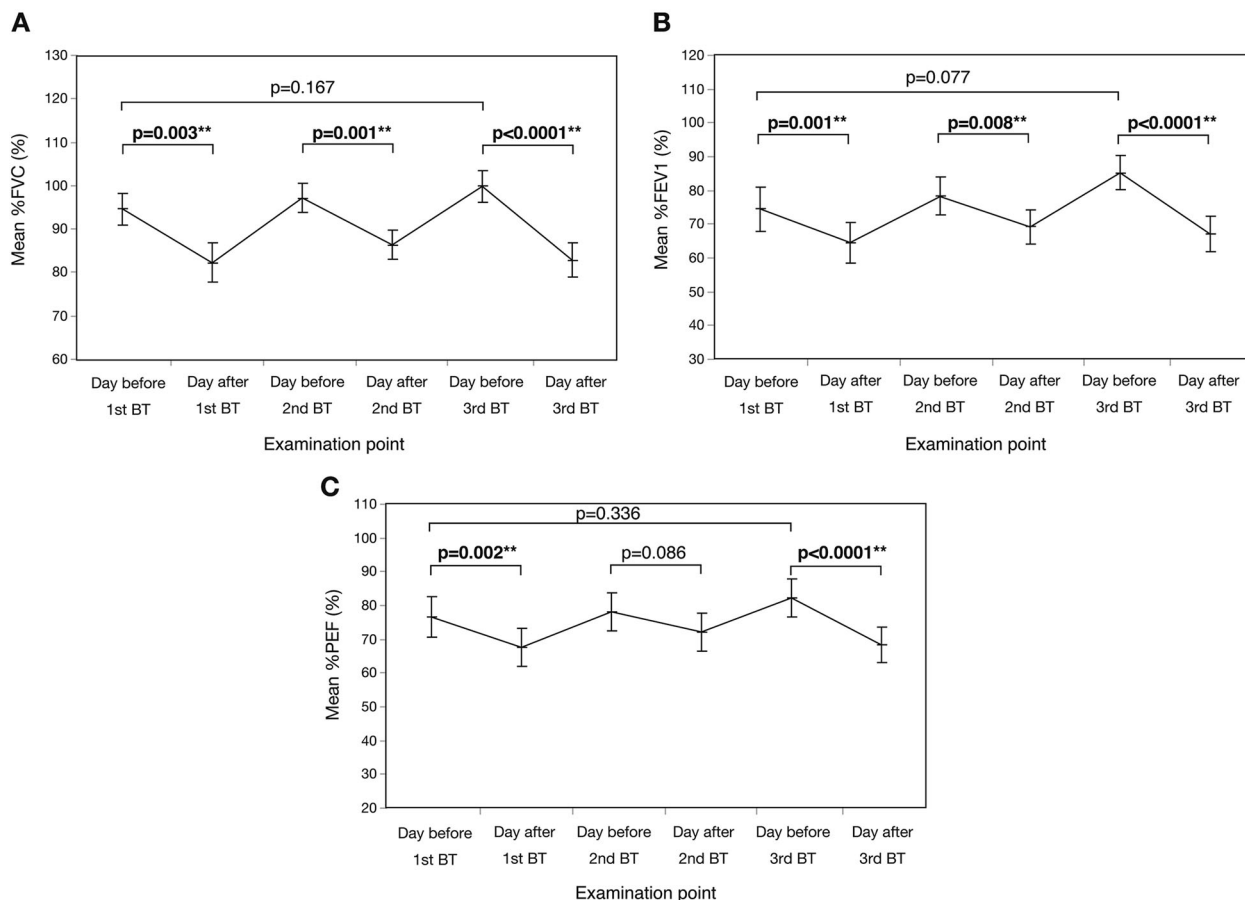 A
Mean %FVC (%)
130
120
110
100
90
80
70
60
p=0.167
p=0.003**
p=0.001**
p<0.0001**
Day before Day after Day before Day after Day before Day after
1st BT 1st BT 2nd BT 2nd BT 3rd BT 3rd BT
Examination point
B
Mean %FEV1 (%)
120
110
100
90
80
70
60
50
40
30
p=0.077
p=0.001**
p=0.008**
p<0.0001**
Day before Day after Day before Day after Day before Day after
1st BT 1st BT 2nd BT 2nd BT 3rd BT 3rd BT
Examination point
C
Mean %PEF (%)
110
100
90
80
70
60
50
40
30
20
p=0.336
p=0.002**
p=0.086
p<0.0001**
Day before Day after Day before Day after Day before Day after
1st BT 1st BT 2nd BT 2nd BT 3rd BT 3rd BT
Examination point